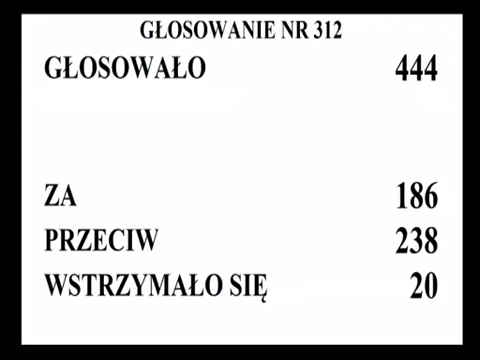 GŁOSOWANIE NR 312
GŁOSOWAŁO 444
ZA 186
PRZECIW 238
WSTRZYMAŁO SIĘ 20